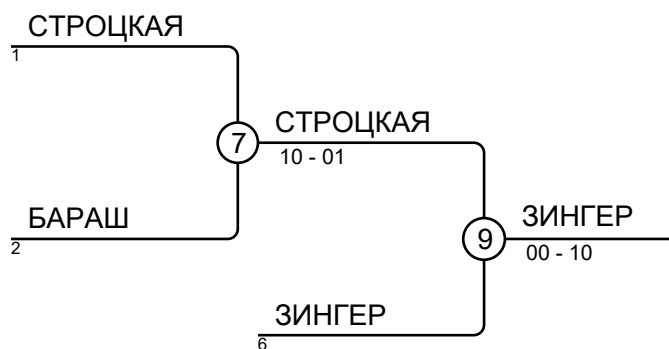 СТРОЦКАЯ
1
7
СТРОЦКАЯ
10 - 01
БАРАШ
2
9
ЗИНГЕР
00 - 10
ЗИНГЕР
6